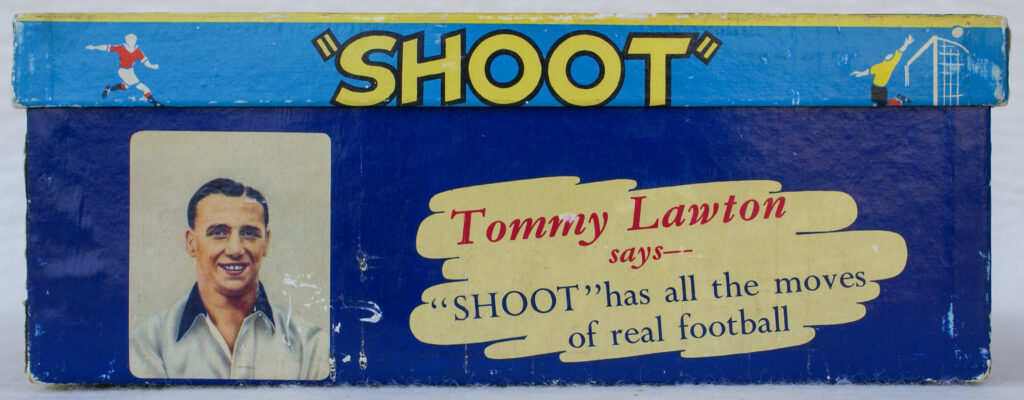 "SHOOT"
Tommy Lawton
says—
"SHOOT" has all the moves
of real football